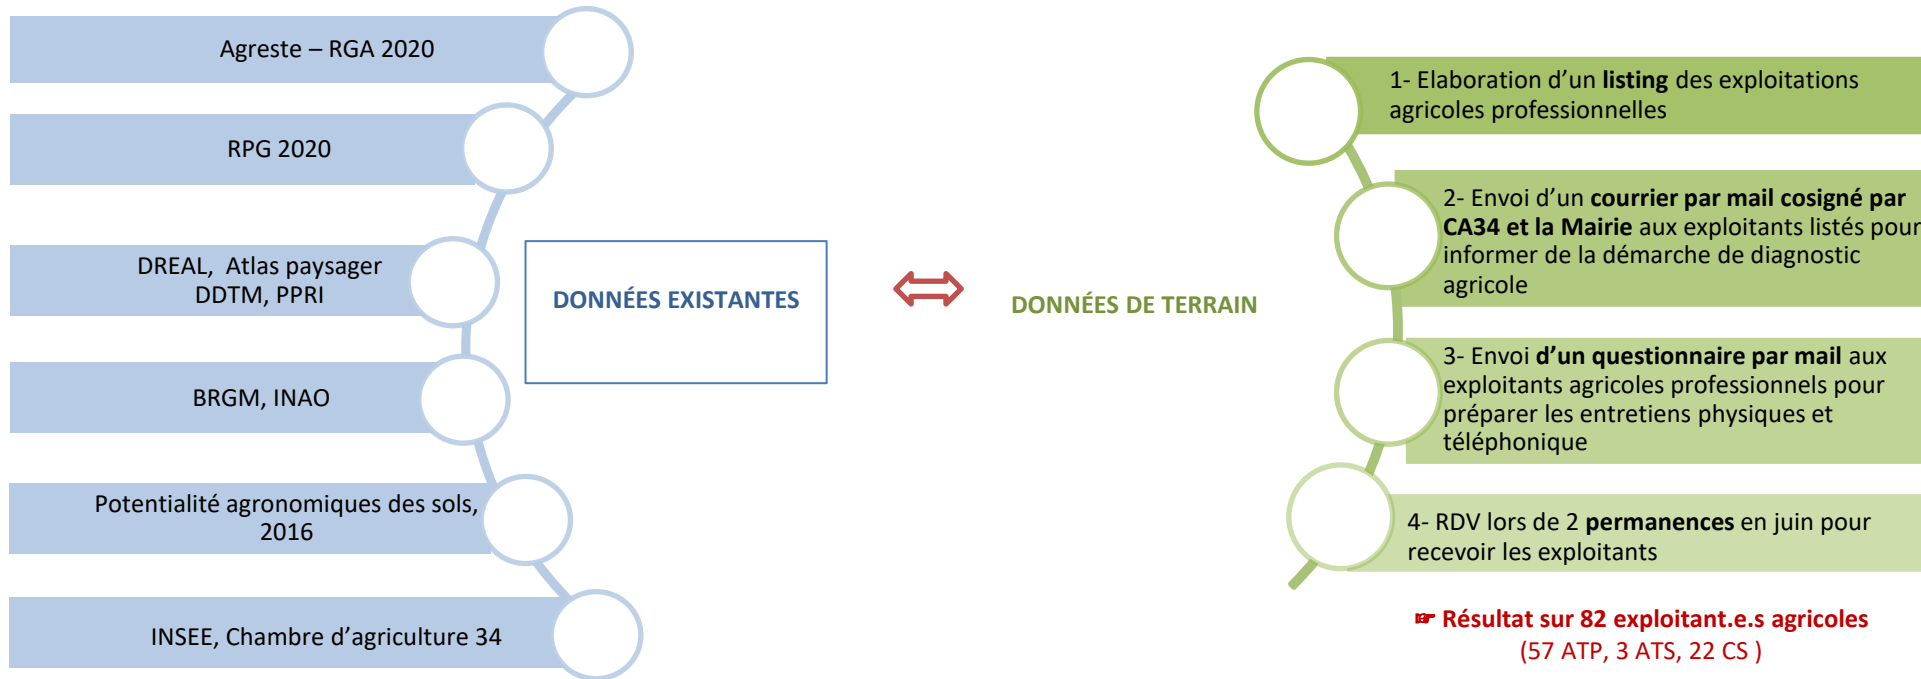 Agreste – RGA 2020
RPG 2020
DREAL,  Atlas paysager
DDTM, PPRI
BRGM, INAO
Potentialité agronomiques des sols,
2016
INSEE, Chambre d’agriculture 34
DONNÉES EXISTANTES
DONNÉES DE TERRAIN
1- Elaboration d’un listing des exploitations
agricoles professionnelles
2- Envoi d’un courrier par mail cosigné par
CA34 et la Mairie aux exploitants listés pour
informer de la démarche de diagnostic
agricole
3- Envoi d’un questionnaire par mail aux
exploitants agricoles professionnels pour
préparer les entretiens physiques et
téléphonique
4- RDV lors de 2 permanences en juin pour
recevoir les exploitants
☛ Résultat sur 82 exploitant.e.s agricoles
(57 ATP, 3 ATS, 22 CS )